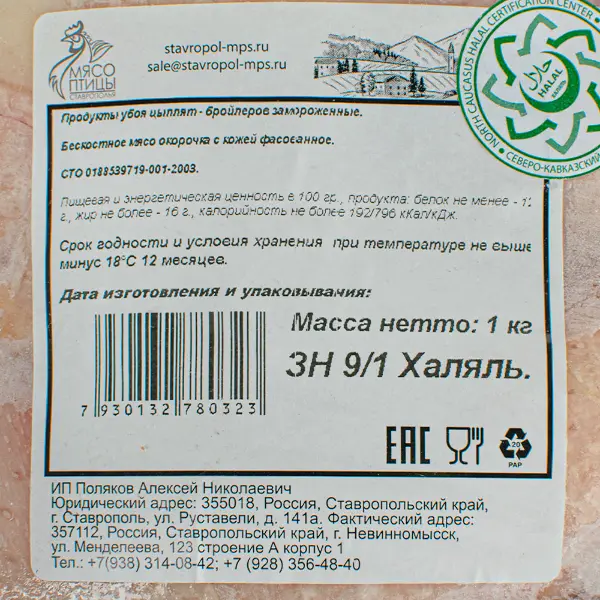 МЯСО
ПТИЦЫ
СТАВРОПОЛЬЯ
stavropol-mps.ru
sale@stavropol-mps.ru
NORTH CAUCASUS HALAL CERTIFICATION CENTER •
حلال
HALAL
ХАЛЯЛЬ
• СЕВЕРО-КАВКАЗСКИЙ
Продукты убоя цыплят - бройлеров замороженные.
Бескостное мясо окорочка с кожей фасованное.
СТО 0188539719-001-2003.
Пищевая и энергетическая ценность в 100 гр., продукта: белок не менее - 12
г., жир не более - 16 г., калорийность не более 192/796 кКал/кДж.
Срок годности и условия хранения при температуре не выше
минус 18°С 12 месяцев.
Дата изготовления и упаковывания:
Масса нетто: 1 кг
ЗН 9/1 Халяль.
7 930132 780323
EAC
20
PAP
ИП Поляков Алексей Николаевич
Юридический адрес: 355018, Россия, Ставропольский край,
г. Ставрополь, ул. Руставели, д. 141а. Фактический адрес:
357112, Россия, Ставропольский край, г. Невинномысск,
ул. Менделеева, 123 строение А корпус 1
Тел.: +7(938) 314-08-42; +7 (928) 356-48-40